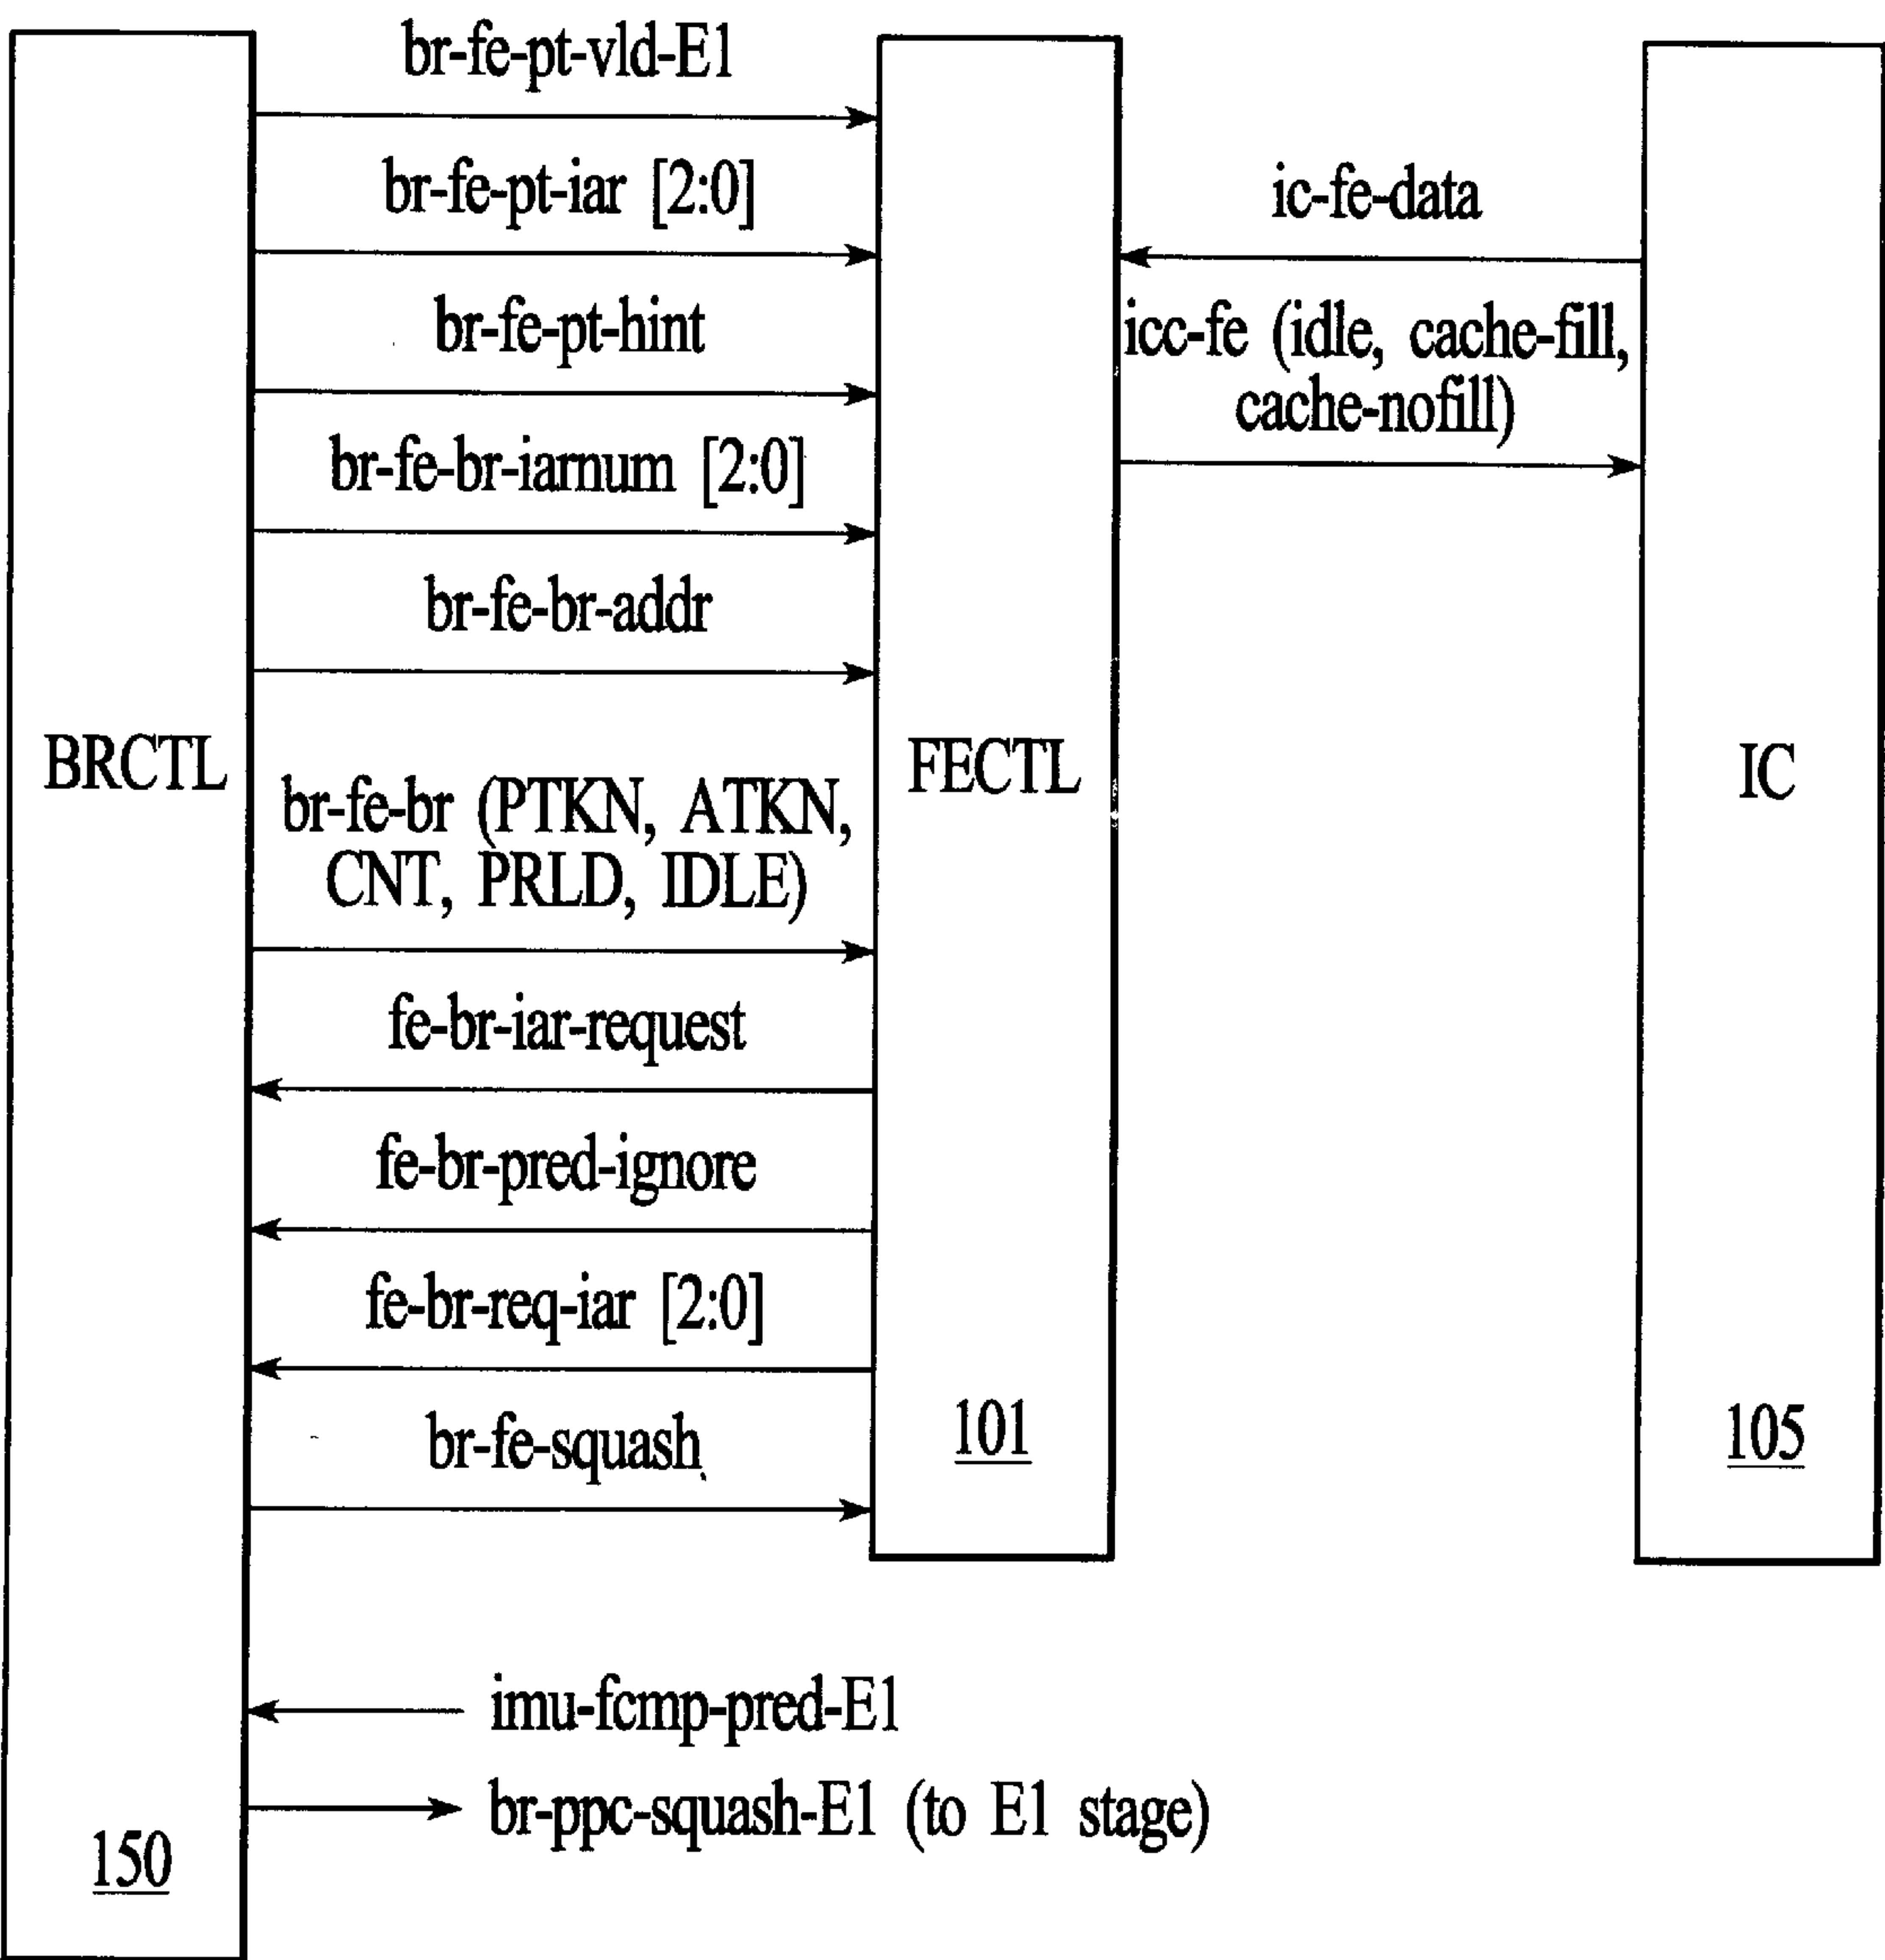 br-fe-pt-vld-E1
br-fe-pt-iar [2:0]
br-fe-pt-hint
br-fe-br-iarnum [2:0]
br-fe-br-addr
BRCTL
br-fe-br (PTKN, ATKN,
CNT, PRLD, IDLE)
fe-br-iar-request
fe-br-pred-ignore
fe-br-req-iar [2:0]
br-fe-squash
FECTL
101
ic-fe-data
icc-fe (idle, cache-fill,
cache-nofill)
IC
105
imu-fcmp-pred-E1
br-ppc-squash-E1 (to E1 stage)
150